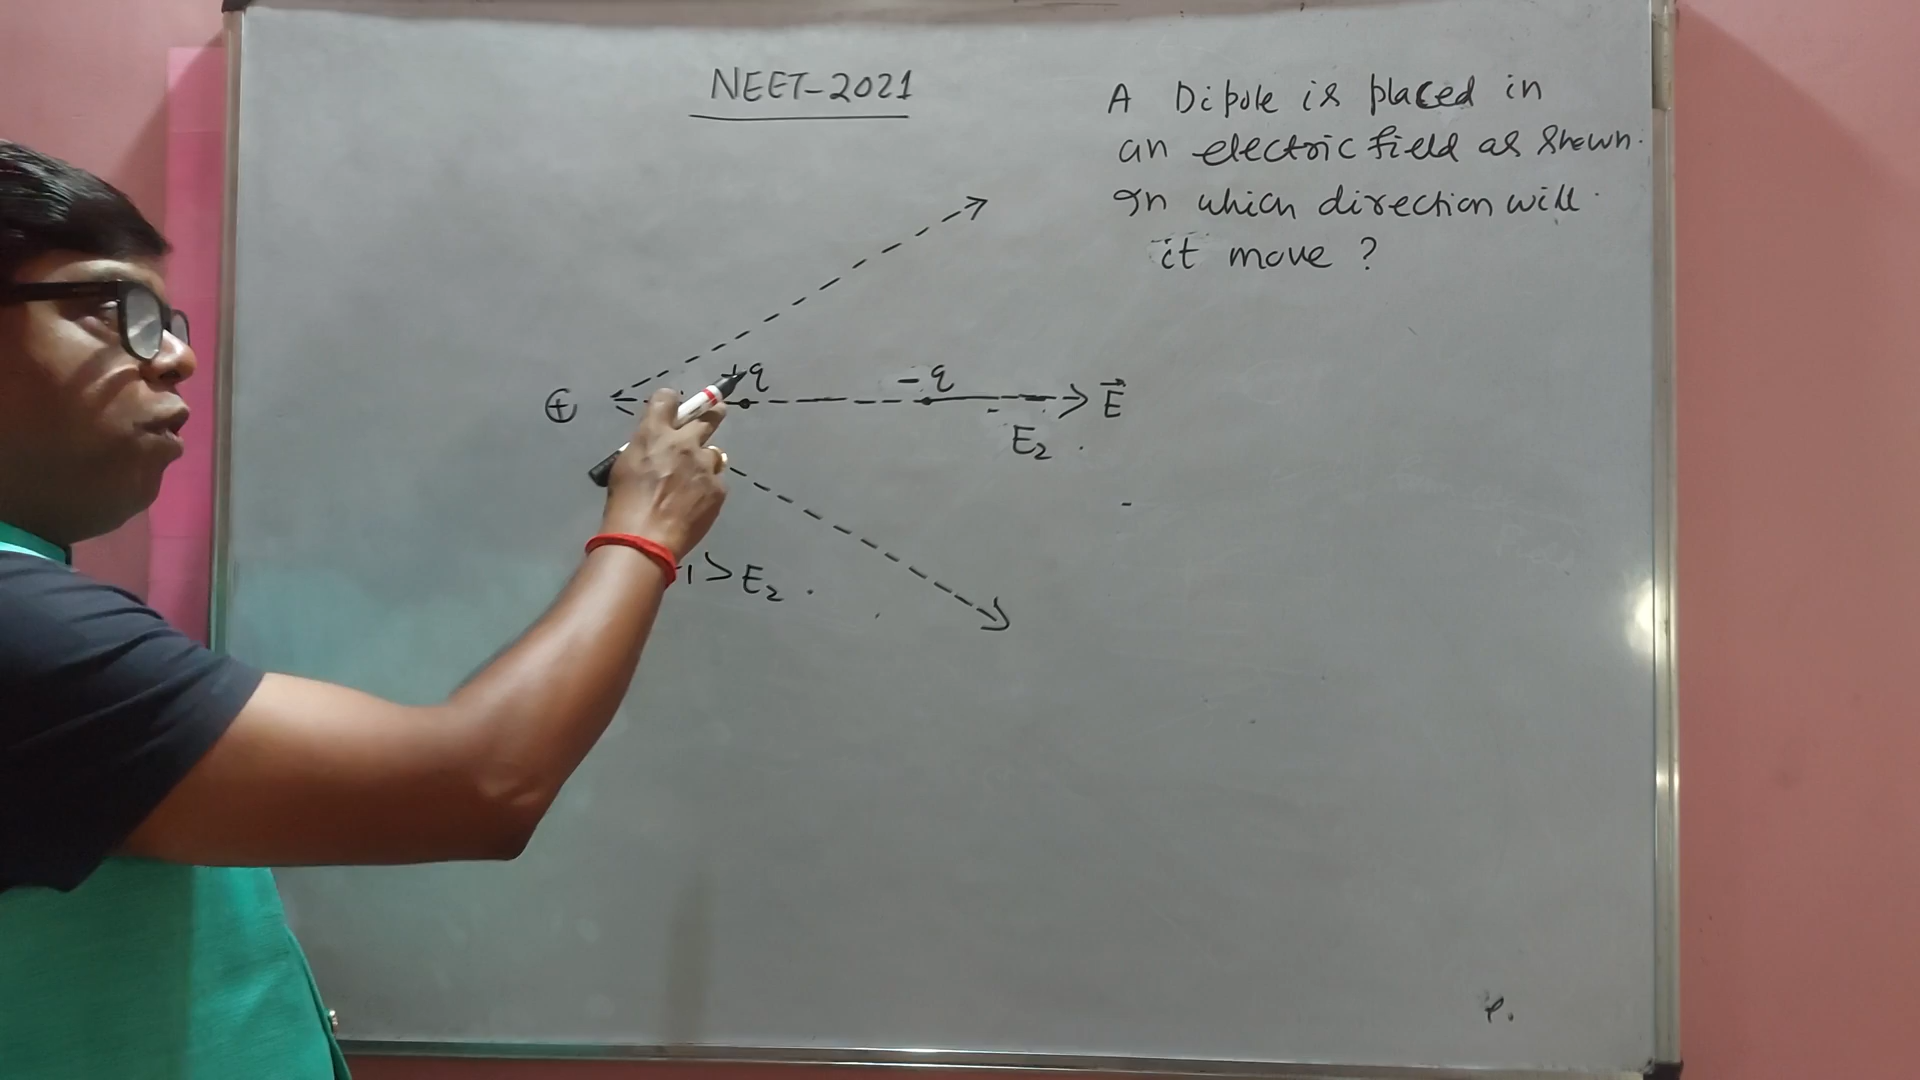 NEET-2021
A Dipole is placed in
an electric field as shown.
In which direction will
it move ?
+q
-q
E⃗
E2
1 > E2